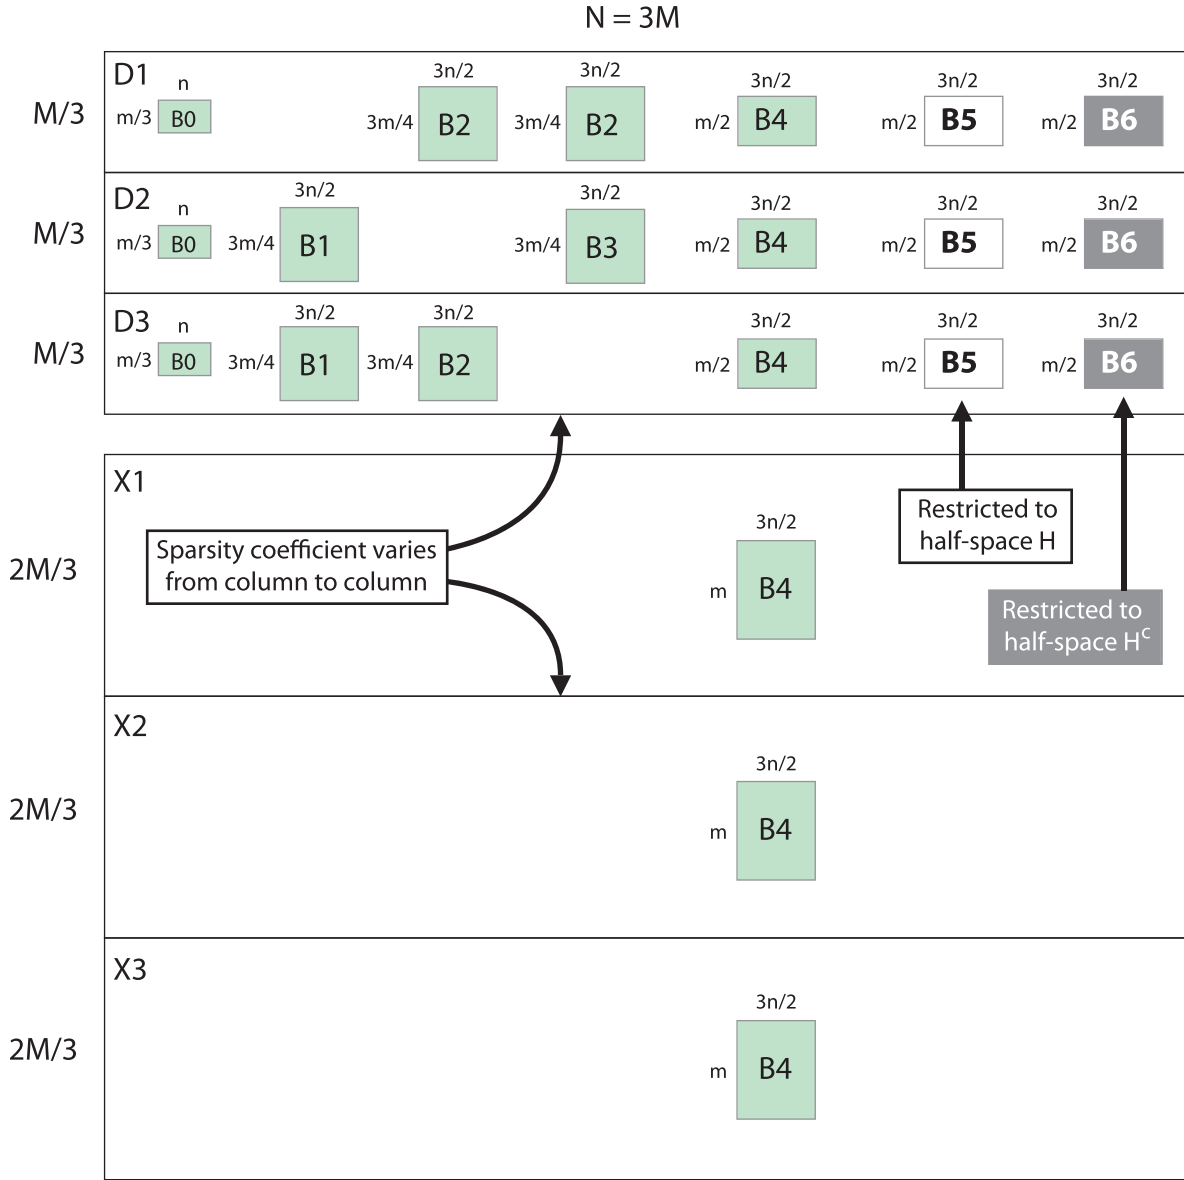 N = 3M
D1
n
3n/2
3n/2
3n/2
3n/2
3n/2
M/3
m/3
B0
3m/4
B2
3m/4
B2
m/2
B4
m/2
B5
m/2
B6
D2
n
3n/2
3n/2
3n/2
3n/2
3n/2
M/3
m/3
B0
3m/4
B1
3m/4
B3
m/2
B4
m/2
B5
m/2
B6
D3
n
3n/2
3n/2
3n/2
3n/2
3n/2
M/3
m/3
B0
3m/4
B1
3m/4
B2
m/2
B4
m/2
B5
m/2
B6
X1
Sparsity coefficient varies
from column to column
3n/2
2M/3
m
B4
Restricted to
half-space H
Restricted to
half-space Hᶜ
X2
3n/2
2M/3
m
B4
X3
3n/2
2M/3
m
B4